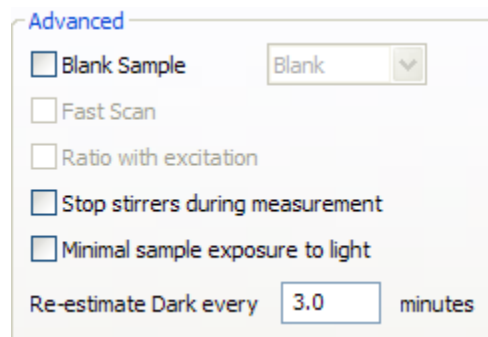 Advanced
Blank Sample Blank
Fast Scan
Ratio with excitation
Stop stirrers during measurement
Minimal sample exposure to light
Re-estimate Dark every 3.0 minutes